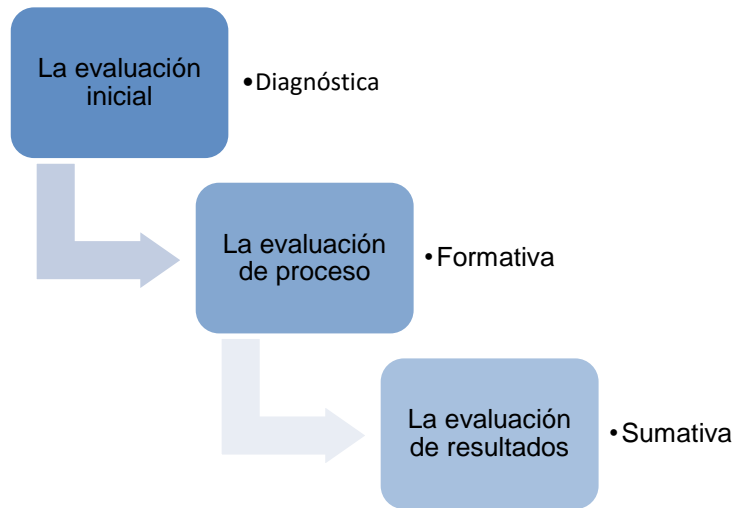 La evaluación
inicial
•Diagnóstica
La evaluación
de proceso
•Formativa
La evaluación
de resultados
•Sumativa